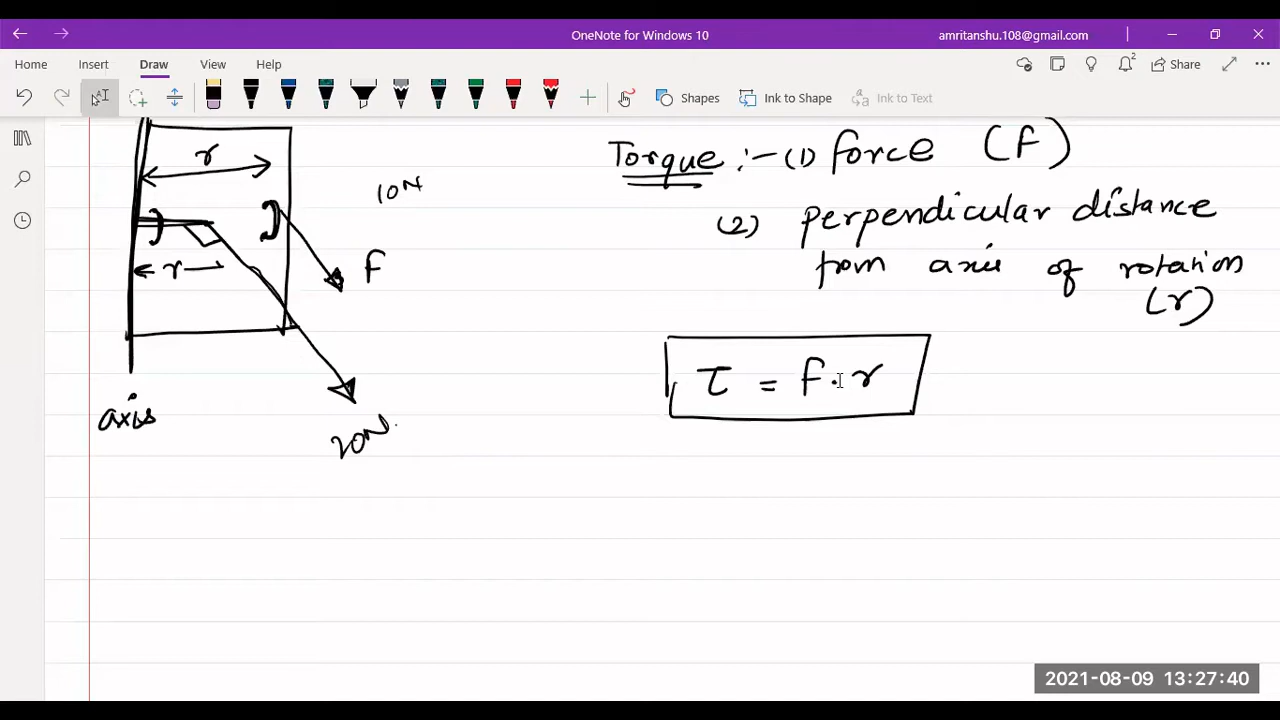 OneNote for Windows 10
amritanshu.108@gmail.com
Home Insert Draw View Help
Share
Shapes
Ink to Shape
Ink to Text
r
10N
F
r
axis
20N
Torque :- (1) force (F)
(2) perpendicular distance
from axis of rotation
(r)
τ = F·r
2021-08-09 13:27:40